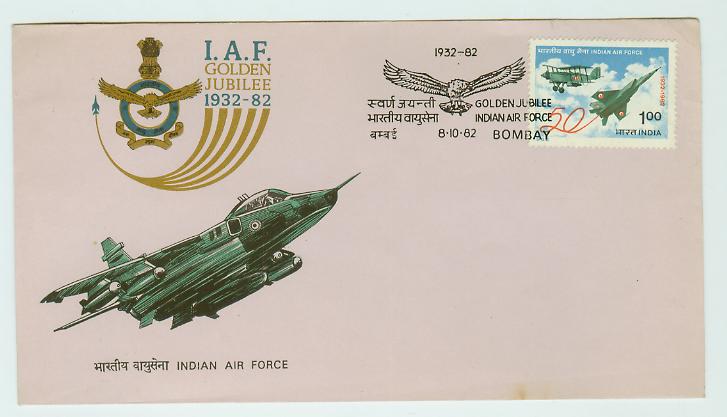 I.A.F.
GOLDEN
JUBILEE
1932-82
1932-82
स्वर्ण जयन्ती GOLDEN JUBILEE
भारतीय वायुसेना INDIAN AIR FORCE
बम्बई 8·10·82 BOMBAY
भारतीय वायु सेना INDIAN AIR FORCE
1932-1982
50
1.00
भारत INDIA
भारतीय वायुसेना INDIAN AIR FORCE